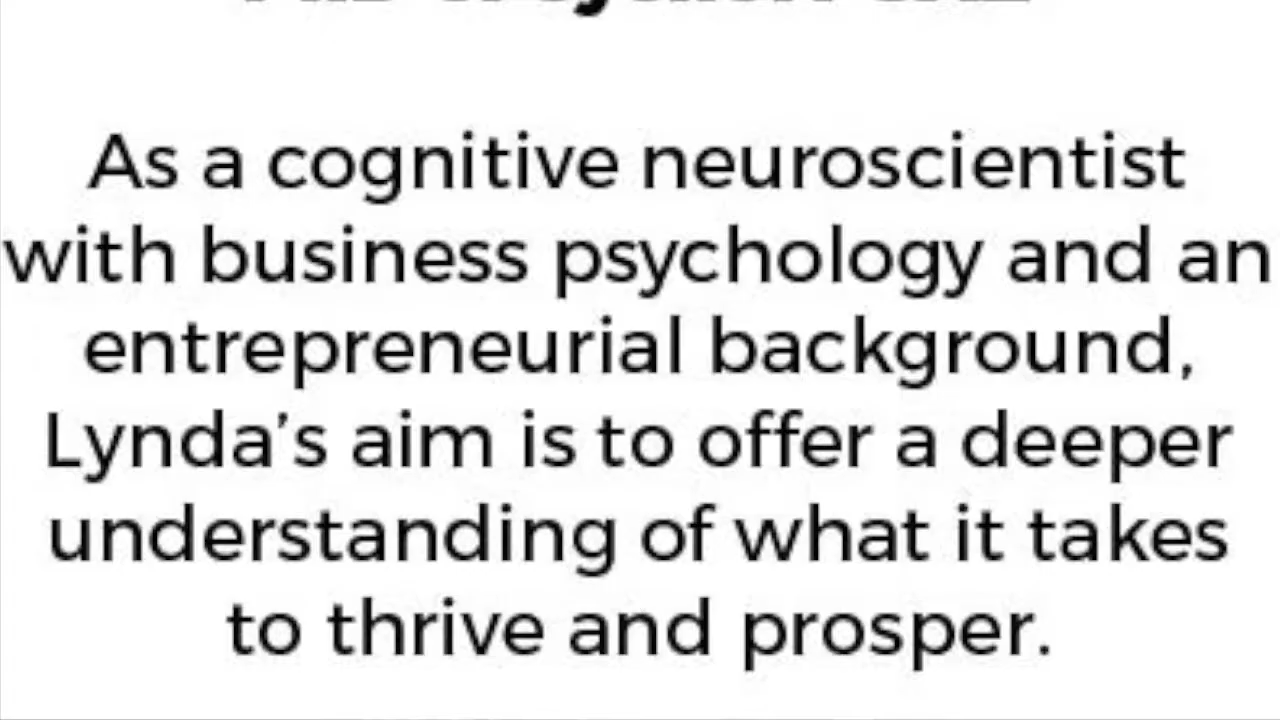 As a cognitive neuroscientist
with business psychology and an
entrepreneurial background,
Lynda's aim is to offer a deeper
understanding of what it takes
to thrive and prosper.